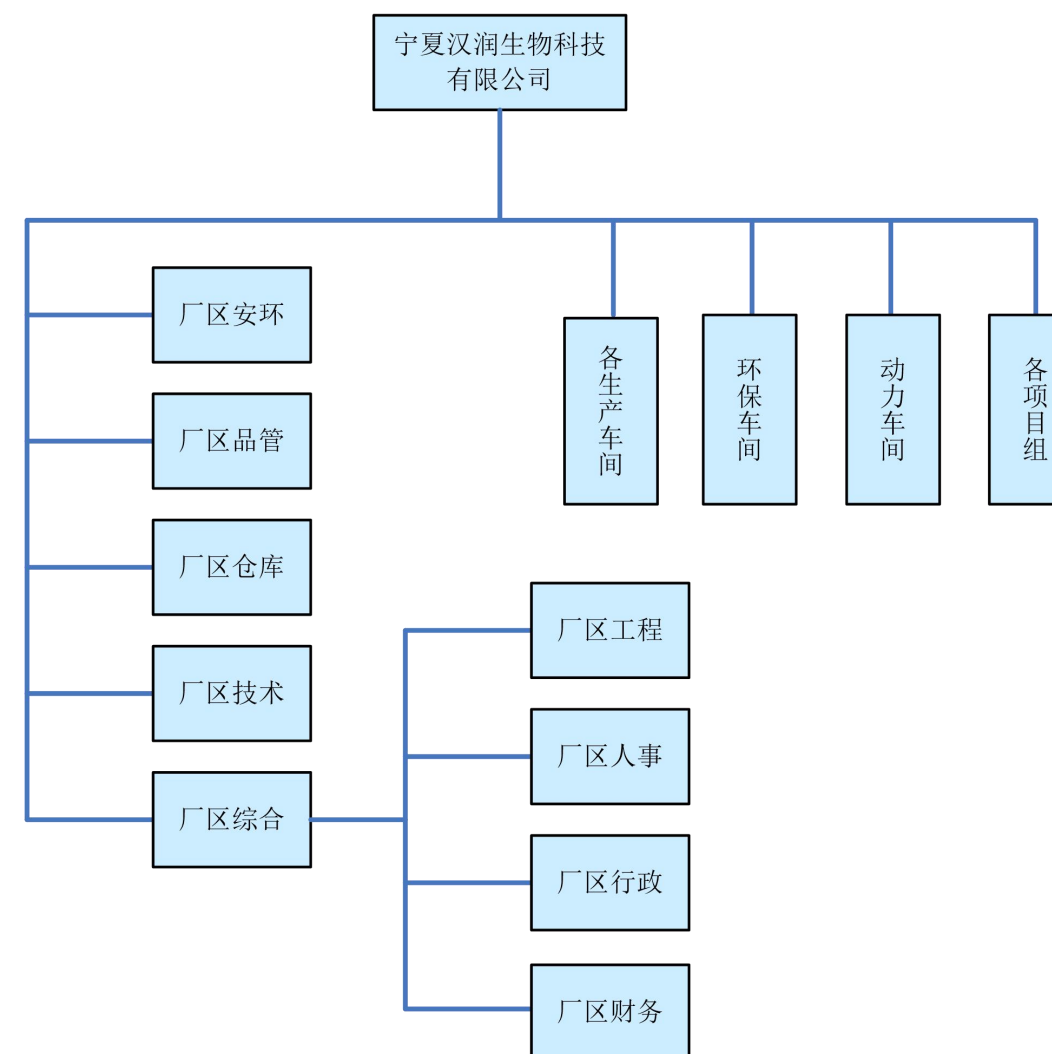 宁夏汉润生物科技
有限公司
厂区安环
厂区品管
厂区仓库
厂区技术
厂区综合
各生产车间
环保车间
动力车间
各项目组
厂区工程
厂区人事
厂区行政
厂区财务